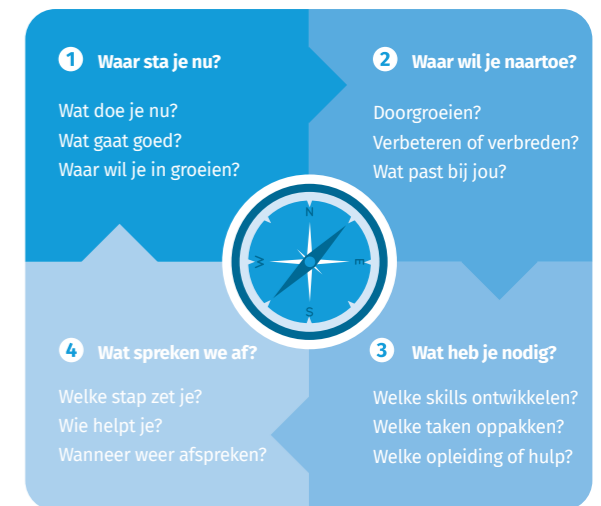 1 Waar sta je nu?
Wat doe je nu?
Wat gaat goed?
Waar wil je in groeien?
2 Waar wil je naartoe?
Doorgroeien?
Verbeteren of verbreden?
Wat past bij jou?
N
W
E
S
4 Wat spreken we af?
Welke stap zet je?
Wie helpt je?
Wanneer weer afspreken?
3 Wat heb je nodig?
Welke skills ontwikkelen?
Welke taken oppakken?
Welke opleiding of hulp?